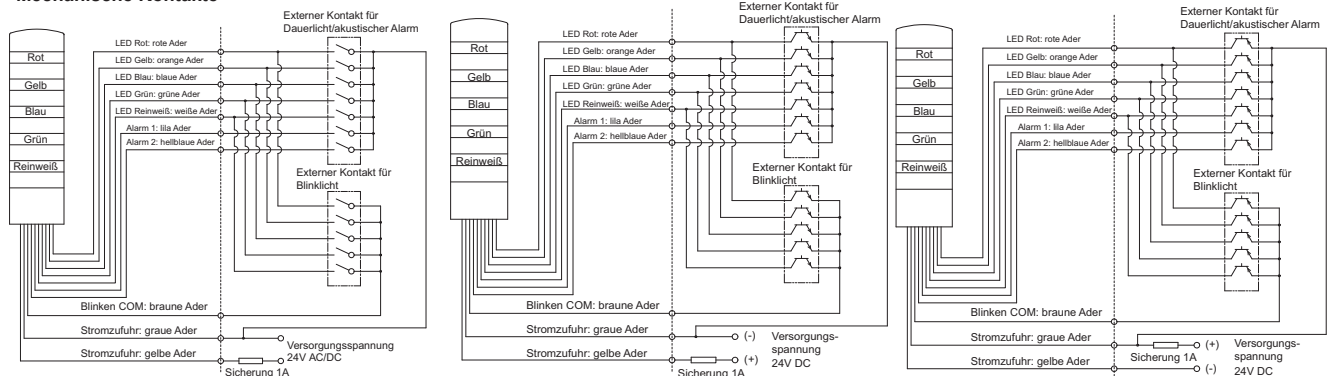 Mechanische Kontakte
Externer Kontakt für
Dauerlicht/akustischer Alarm
Rot
Gelb
Blau
Grün
Reinweiß
LED Rot: rote Ader
LED Gelb: orange Ader
LED Blau: blaue Ader
LED Grün: grüne Ader
LED Reinweiß: weiße Ader
Alarm 1: lila Ader
Alarm 2: hellblaue Ader
Externer Kontakt für
Blinklicht
Blinken COM: braune Ader
Stromzufuhr: graue Ader
Stromzufuhr: gelbe Ader
Versorgungsspannung
24V AC/DC
Sicherung 1A
Externer Kontakt für
Dauerlicht/akustischer Alarm
Rot
Gelb
Blau
Grün
Reinweiß
LED Rot: rote Ader
LED Gelb: orange Ader
LED Blau: blaue Ader
LED Grün: grüne Ader
LED Reinweiß: weiße Ader
Alarm 1: lila Ader
Alarm 2: hellblaue Ader
Externer Kontakt für
Blinklicht
Blinken COM: braune Ader
Stromzufuhr: graue Ader
Stromzufuhr: gelbe Ader
(-)
(+)
Versorgungs-
spannung
24V DC
Sicherung 1A
Externer Kontakt für
Dauerlicht/akustischer Alarm
Rot
Gelb
Blau
Grün
Reinweiß
LED Rot: rote Ader
LED Gelb: orange Ader
LED Blau: blaue Ader
LED Grün: grüne Ader
LED Reinweiß: weiße Ader
Alarm 1: lila Ader
Alarm 2: hellblaue Ader
Externer Kontakt für
Blinklicht
Blinken COM: braune Ader
Stromzufuhr: graue Ader
Stromzufuhr: gelbe Ader
Sicherung 1A
(+)
(-)
Versorgungs-
spannung
24V DC